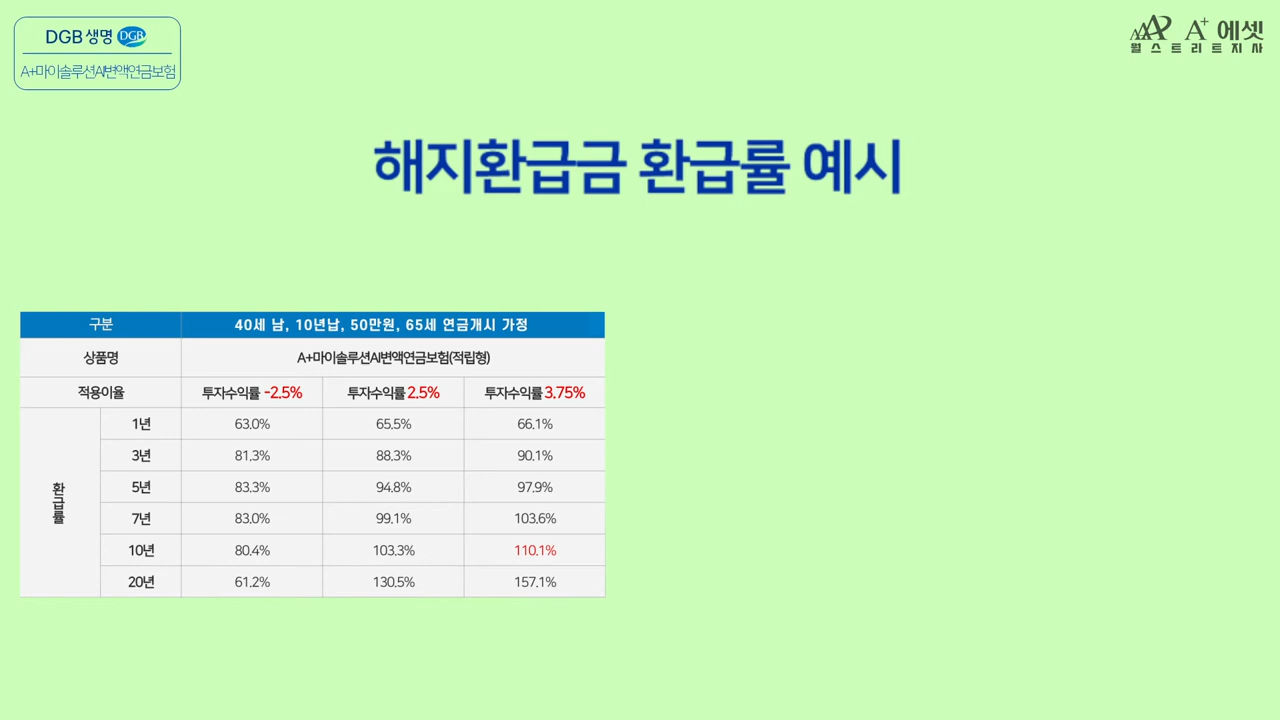 DGB생명 DGB
A+마이솔루션AI변액연금보험
A+에셋
월스트리트지사
해지환급금 환급률 예시
구분 40세 남, 10년납, 50만원, 65세 연금개시 가정
상품명 A+마이솔루션AI변액연금보험(적립형)
적용이율 투자수익률 -2.5% 투자수익률 2.5% 투자수익률 3.75%
환급률
1년 63.0% 65.5% 66.1%
3년 81.3% 88.3% 90.1%
5년 83.3% 94.8% 97.9%
7년 83.0% 99.1% 103.6%
10년 80.4% 103.3% 110.1%
20년 61.2% 130.5% 157.1%